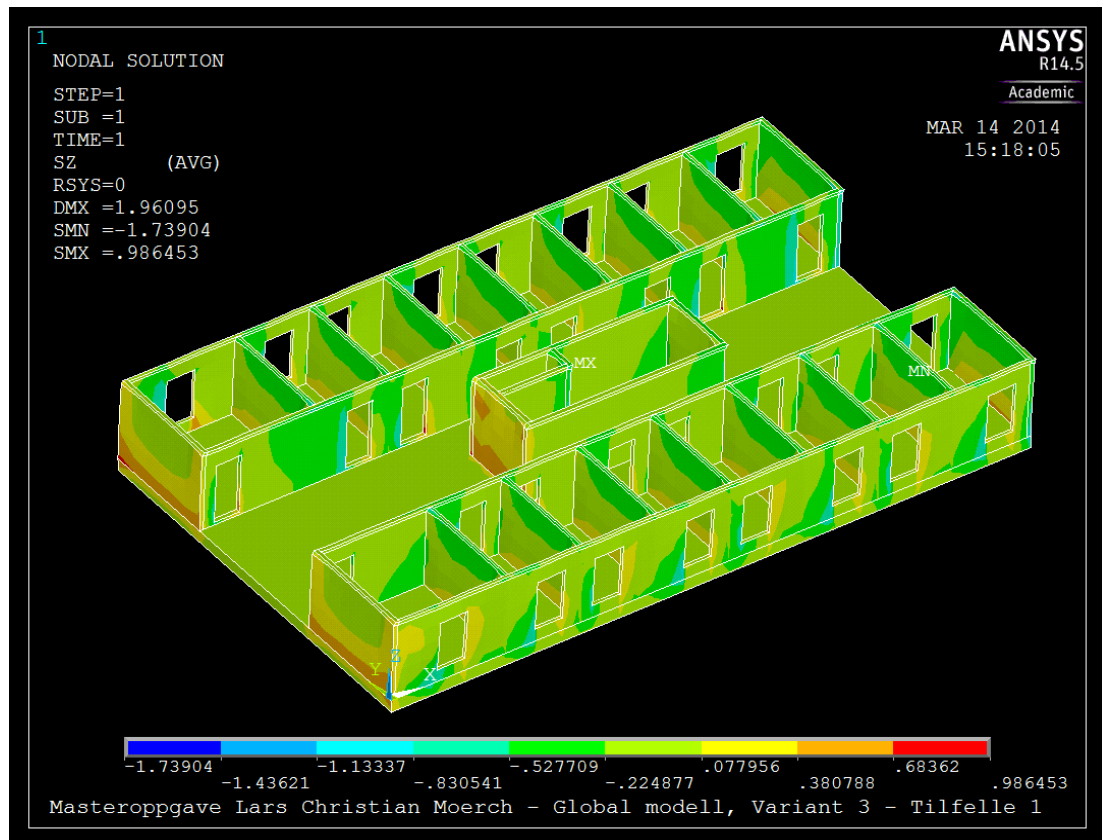 1
NODAL SOLUTION
STEP=1
SUB =1
TIME=1
SZ (AVG)
RSYS=0
DMX =1.96095
SMN =-1.73904
SMX =.986453
ANSYS
R14.5
Academic
MAR 14 2014
15:18:05
MX
MN
Z
Y
X
-1.73904 -1.13337 -.527709 .077956 .68362
-1.43621 -.830541 -.224877 .380788 .986453
Masteroppgave Lars Christian Moerch - Global modell, Variant 3 - Tilfelle 1